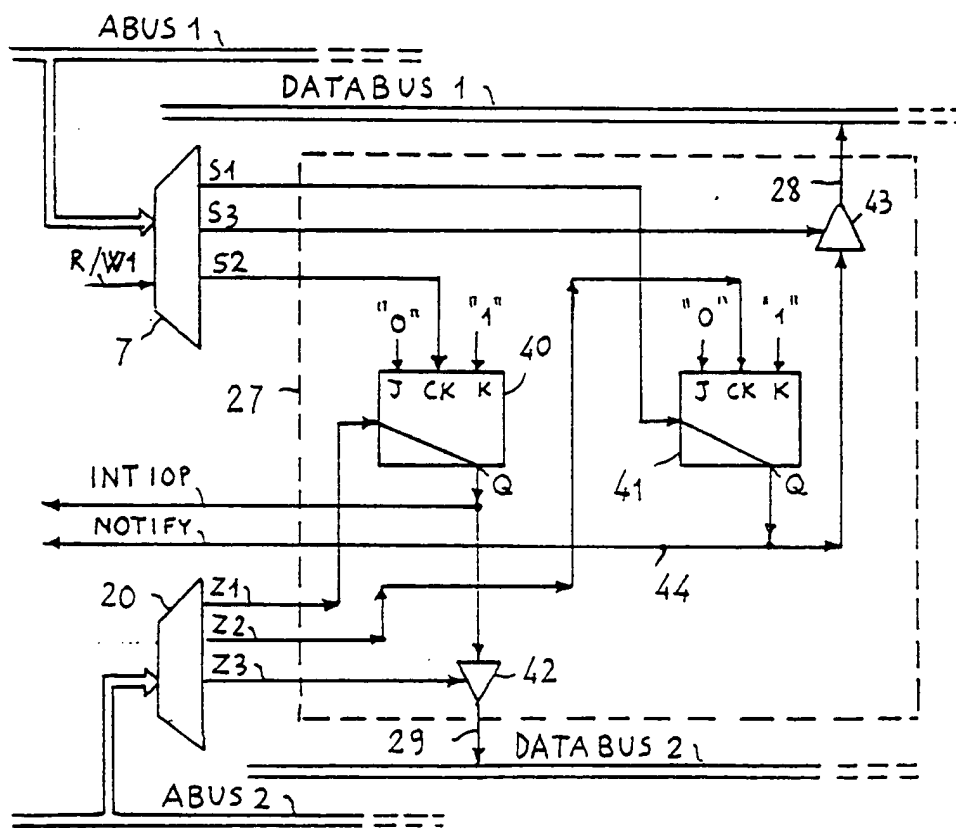 ABUS 1
DATABUS 1
S1
28
43
S3
R/W1
S2
"0"
"1"
"0"
"1"
7
40
J CK K
J CK K
27
Q
41
Q
INT IOP
NOTIFY
44
20
Z1
Z2
Z3
42
29
DATABUS 2
ABUS 2